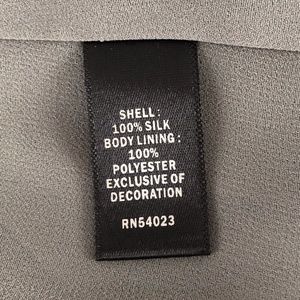 SHELL:
100% SILK
BODY LINING:
100%
POLYESTER
EXCLUSIVE OF
DECORATION
RN54023